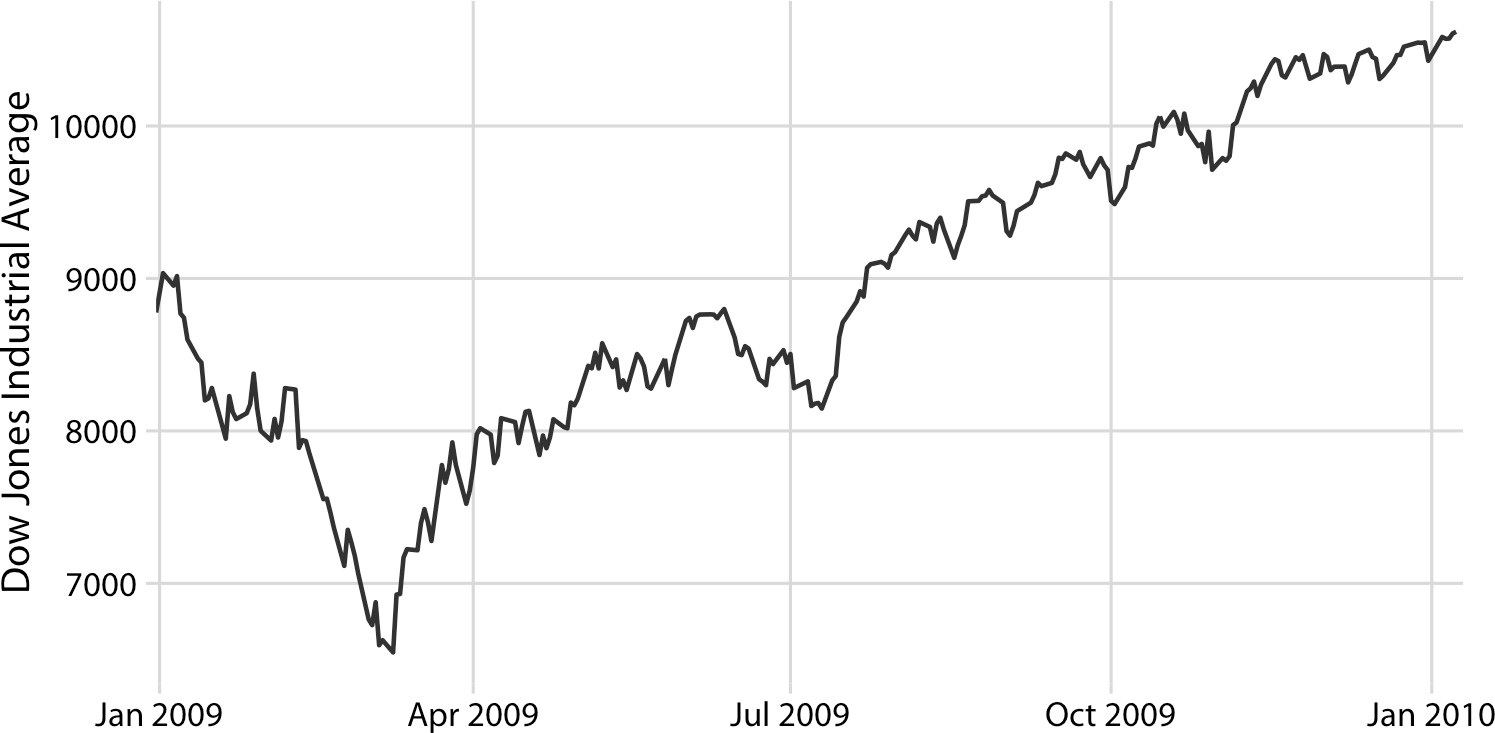 Dow Jones Industrial Average
10000
9000
8000
7000
Jan 2009
Apr 2009
Jul 2009
Oct 2009
Jan 2010